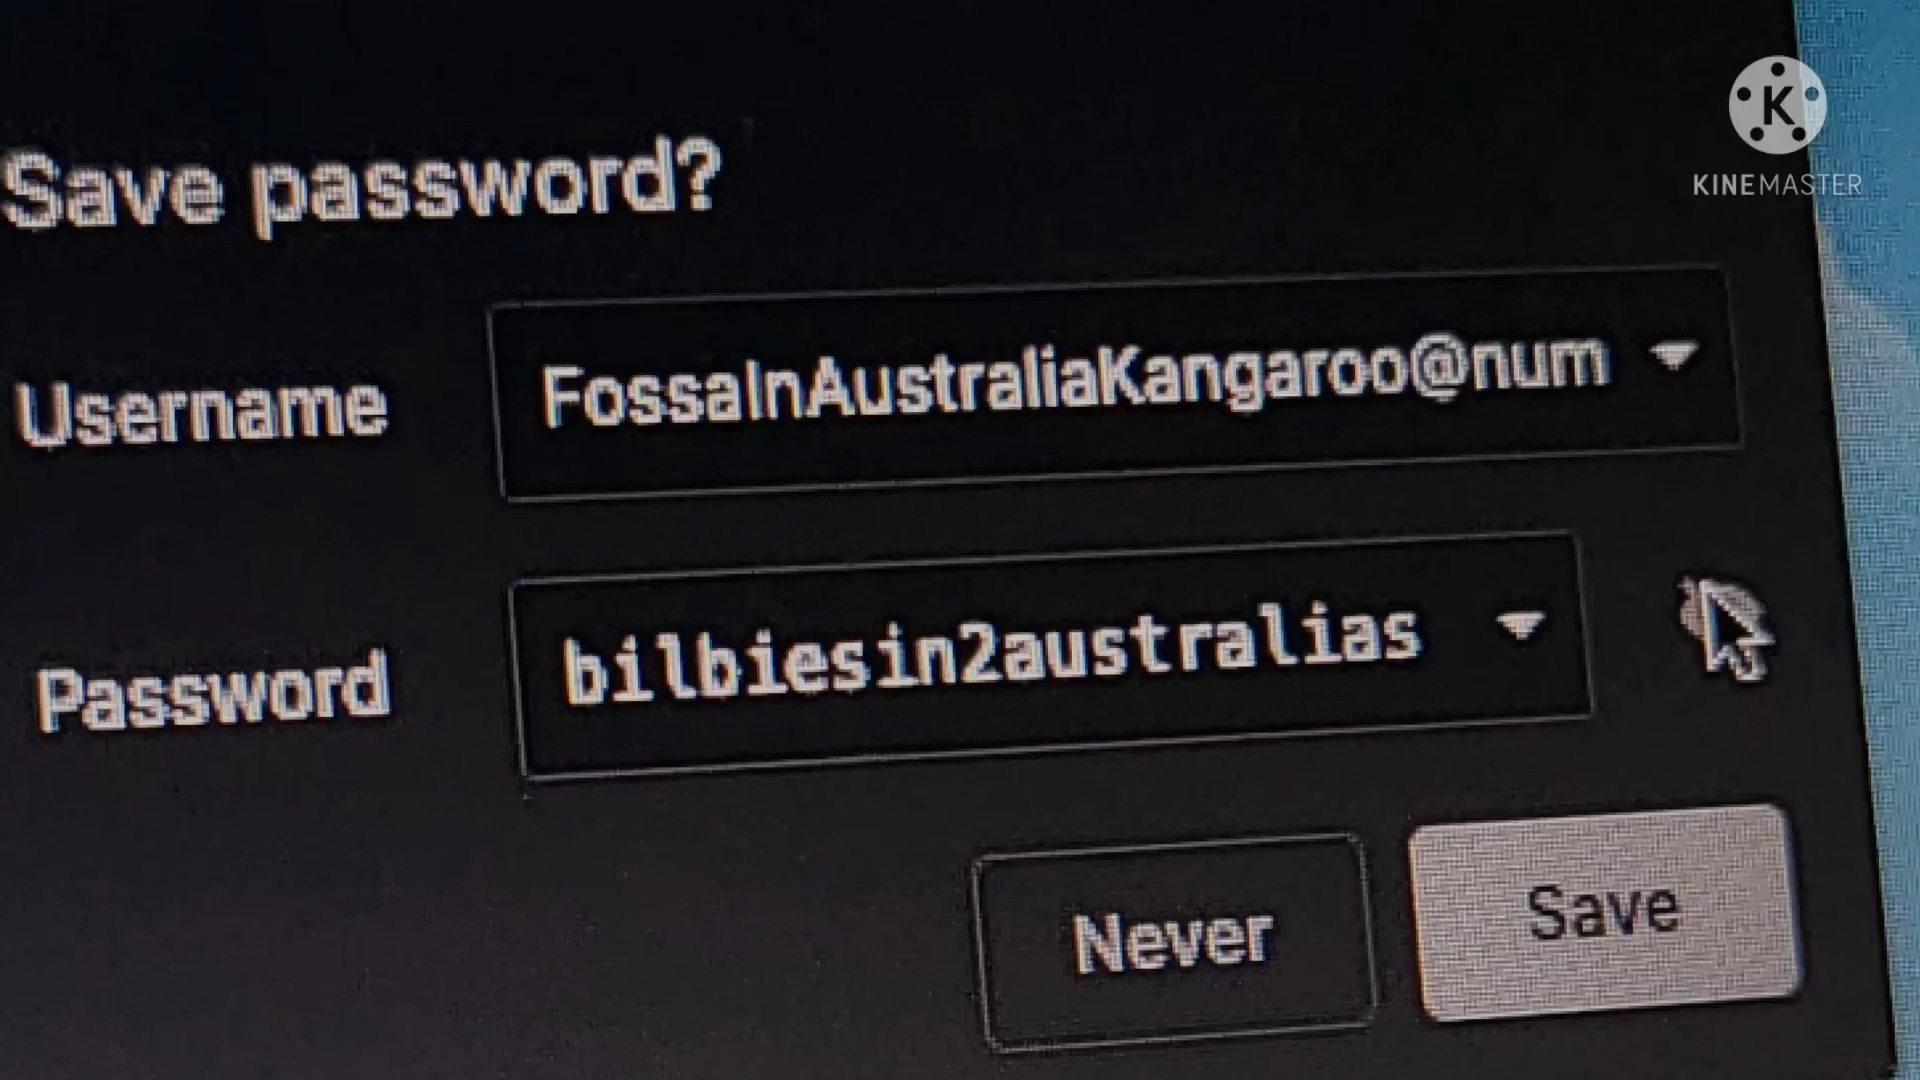 K
KINEMASTER
Save password?
Username
FossaInAustraliaKangaroo@num
Password
bilbiesin2australias
Never
Save